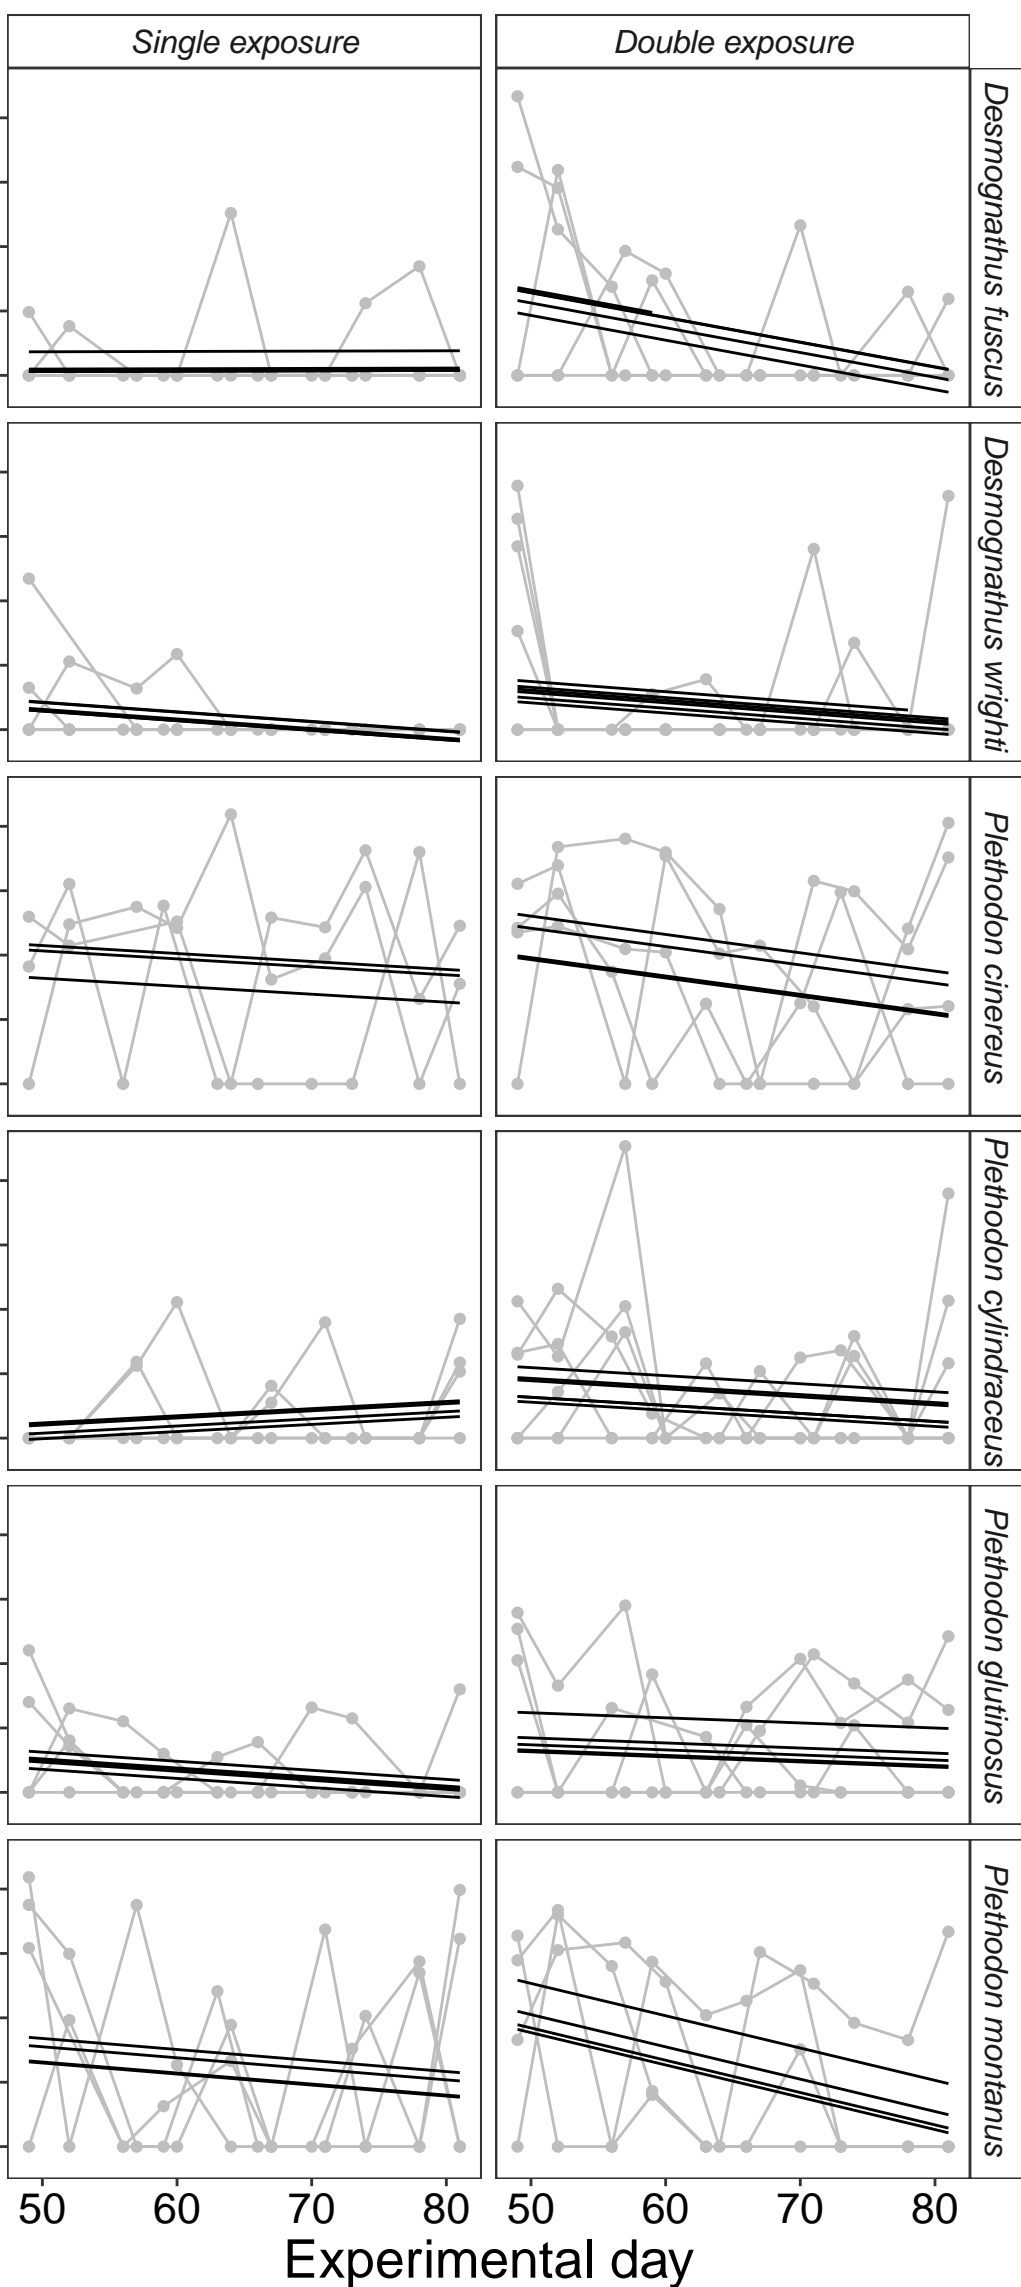 Single exposure
Double exposure
Desmognathus fuscus
Desmognathus wrighti
Plethodon cinereus
Plethodon cylindraceus
Plethodon glutinosus
Plethodon montanus
50 60 70 80 50 60 70 80
Experimental day